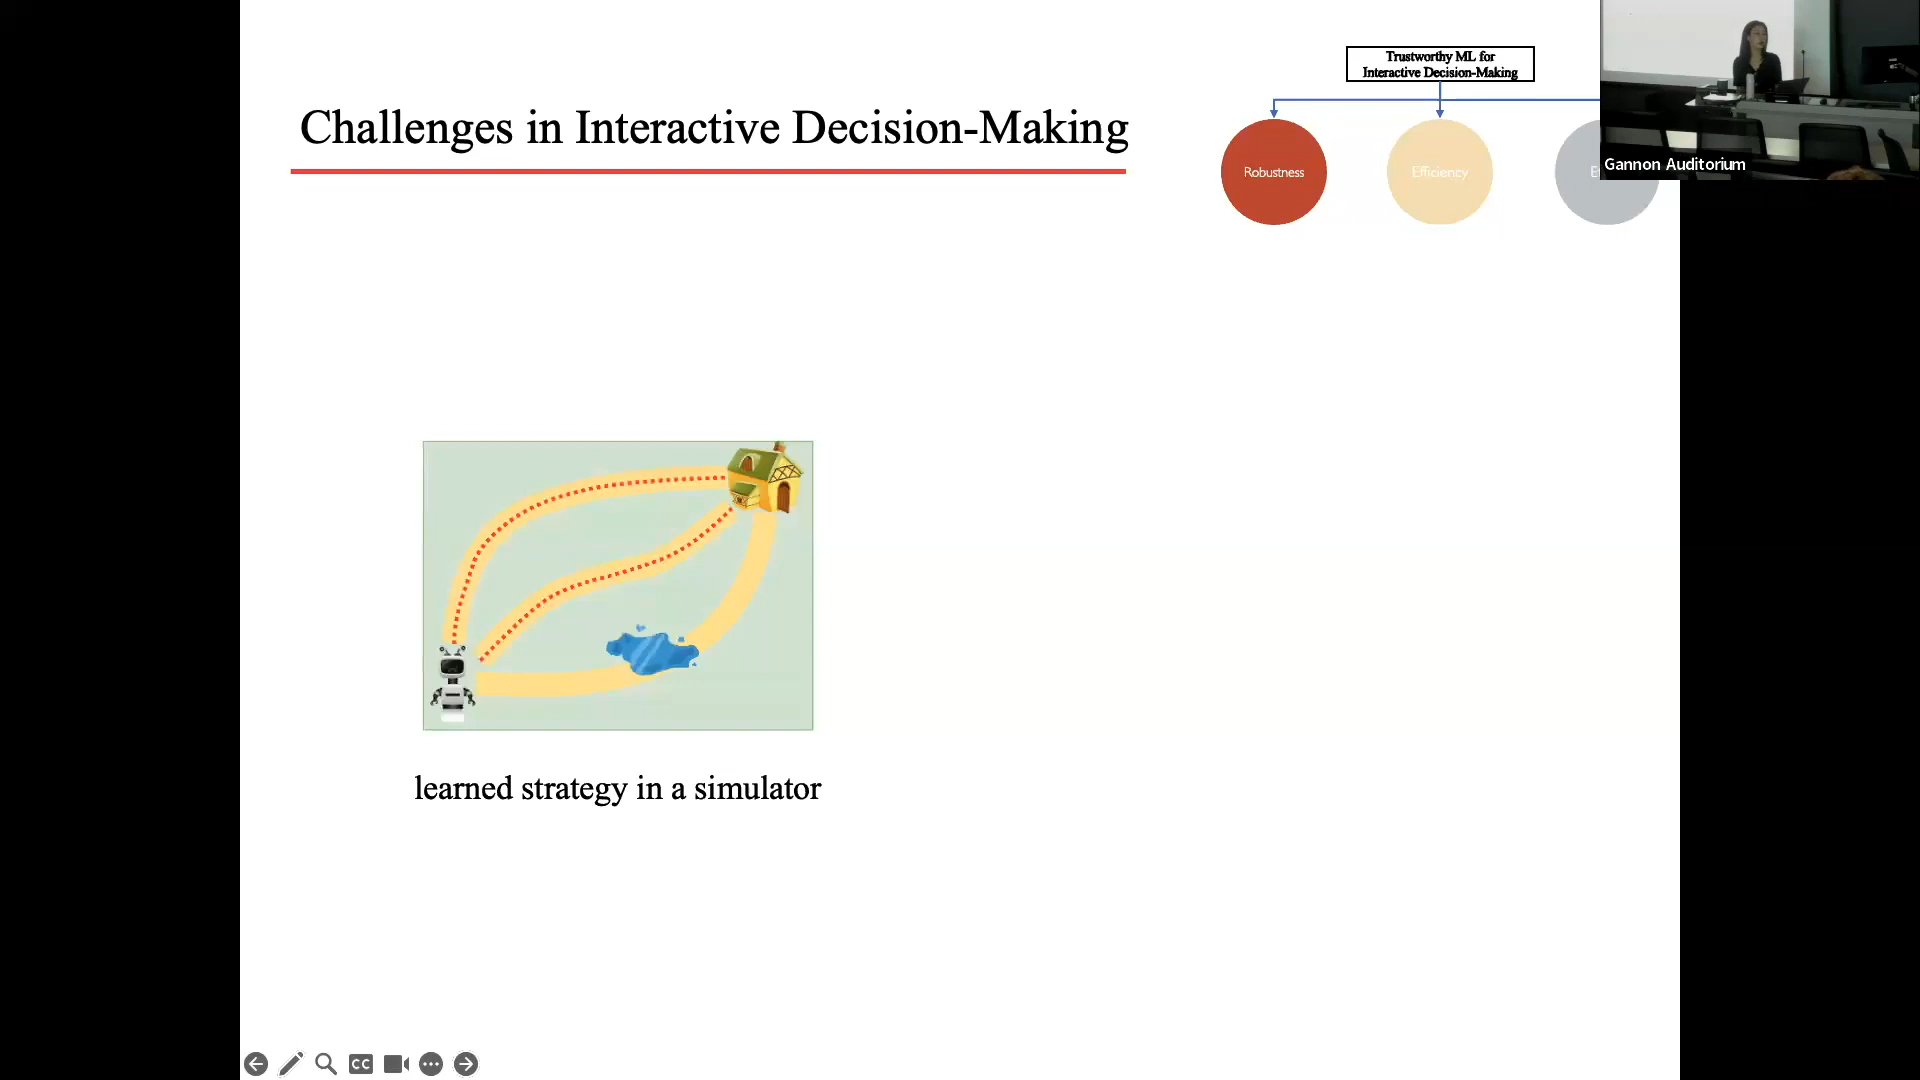 Trustworthy ML for
Interactive Decision-Making
Challenges in Interactive Decision-Making
Robustness
Efficiency
Gannon Auditorium
learned strategy in a simulator
CC